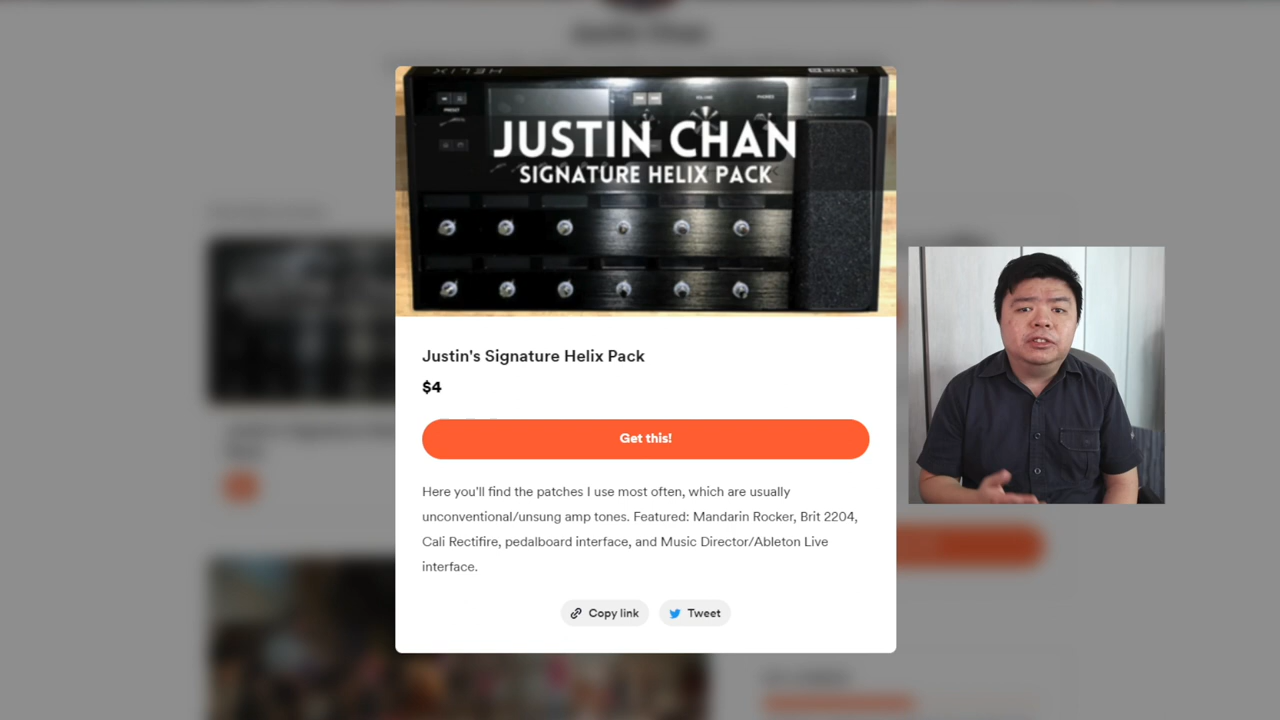 HELIX
JUSTIN CHAN
SIGNATURE HELIX PACK
Justin's Signature Helix Pack
$4
Get this!
Here you'll find the patches I use most often, which are usually
unconventional/unsung amp tones. Featured: Mandarin Rocker, Brit 2204,
Cali Rectifire, pedalboard interface, and Music Director/Ableton Live
interface.
Copy link
Tweet